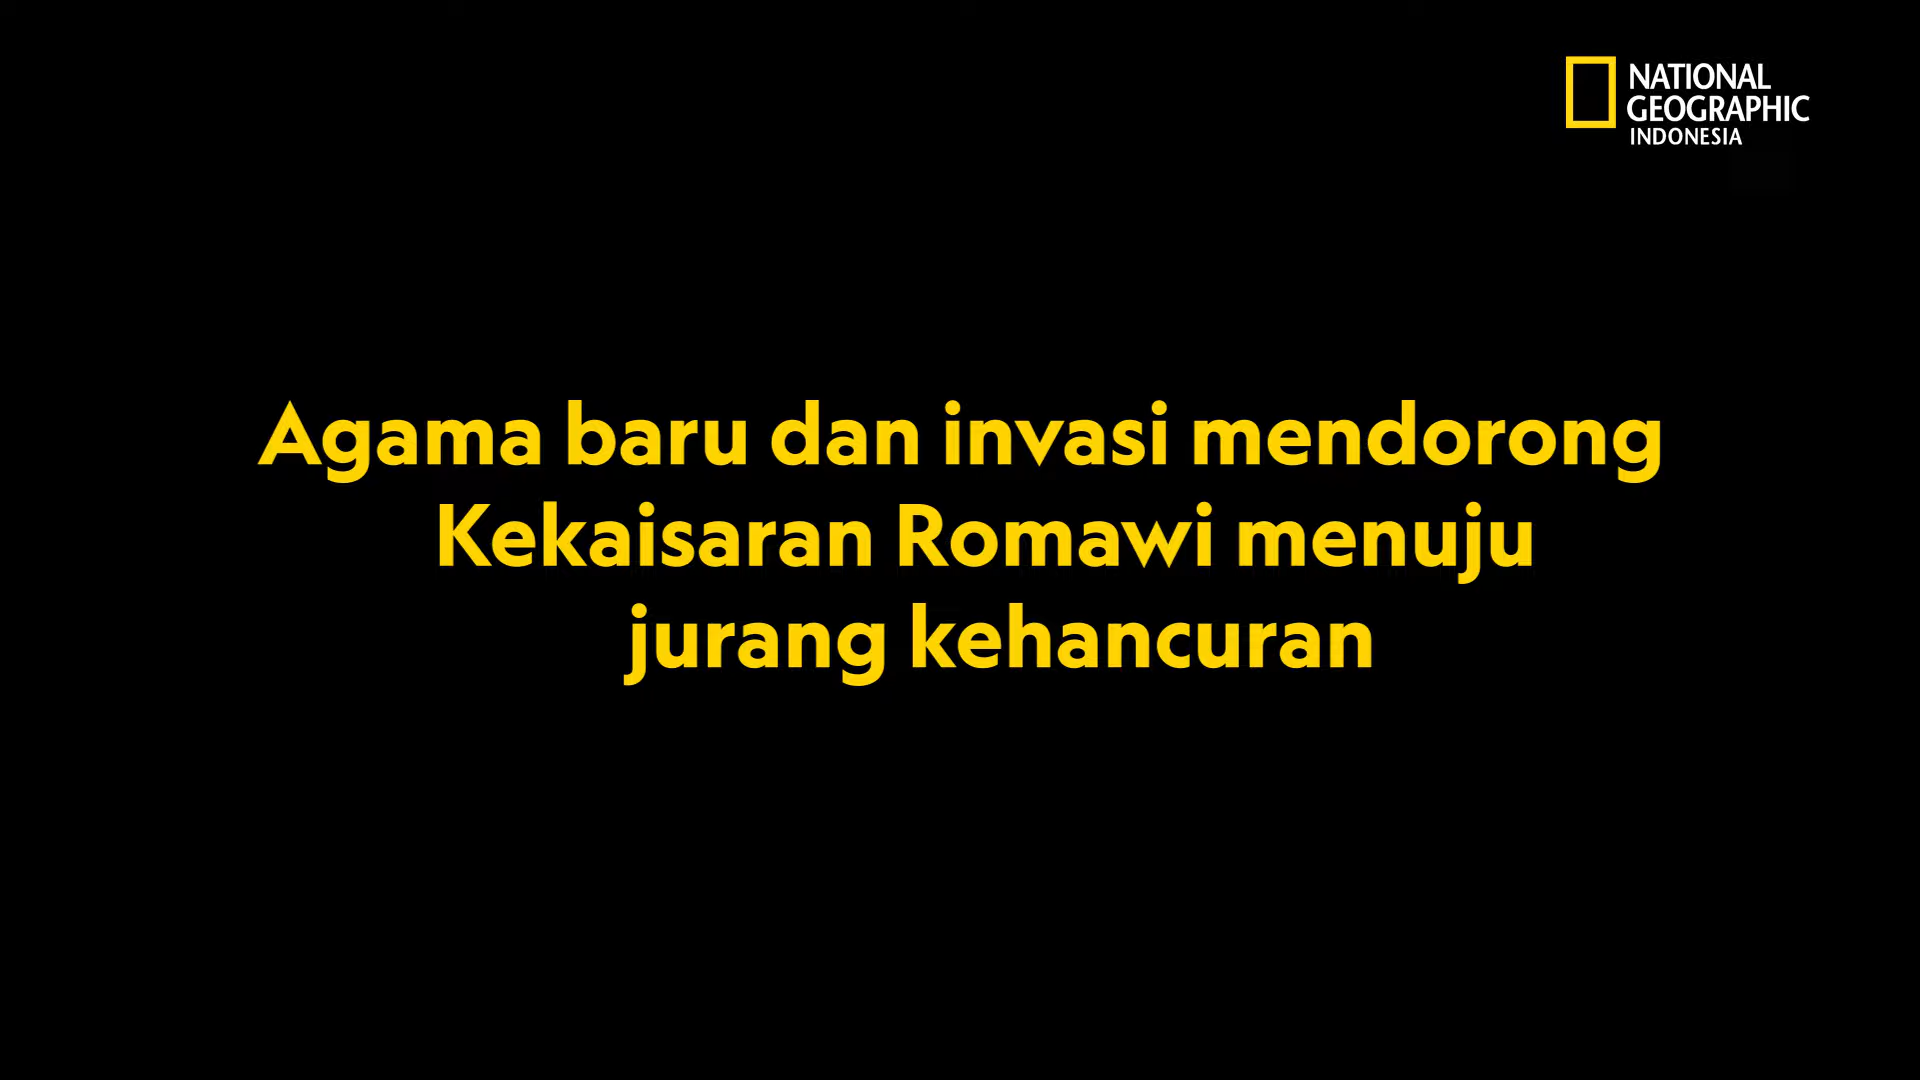 NATIONAL
GEOGRAPHIC
INDONESIA
Agama baru dan invasi mendorong
Kekaisaran Romawi menuju
jurang kehancuran